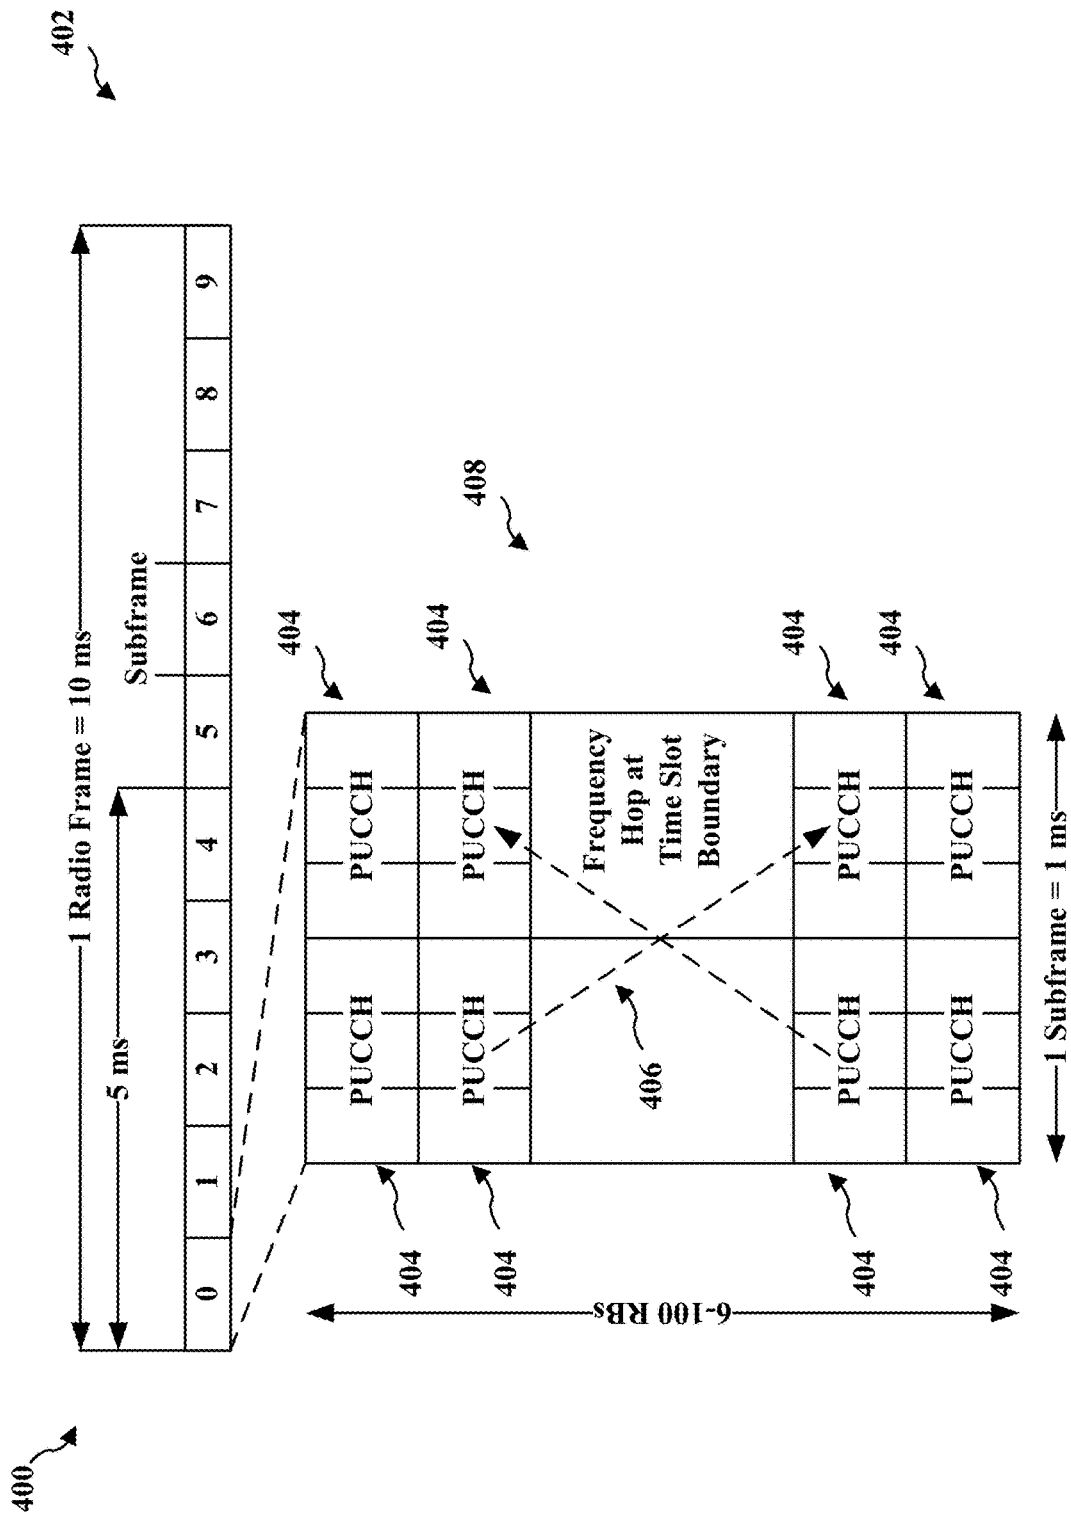 402
1 Radio Frame = 10 ms
Subframe
5 ms
0 1 2 3 4 5 6 7 8 9
408
404
404
404
404
PUCCH PUCCH
PUCCH PUCCH
Frequency
Hop at
Time Slot
Boundary
406
PUCCH PUCCH
PUCCH PUCCH
404
404
404
404
6-100 RBs
1 Subframe = 1 ms
400